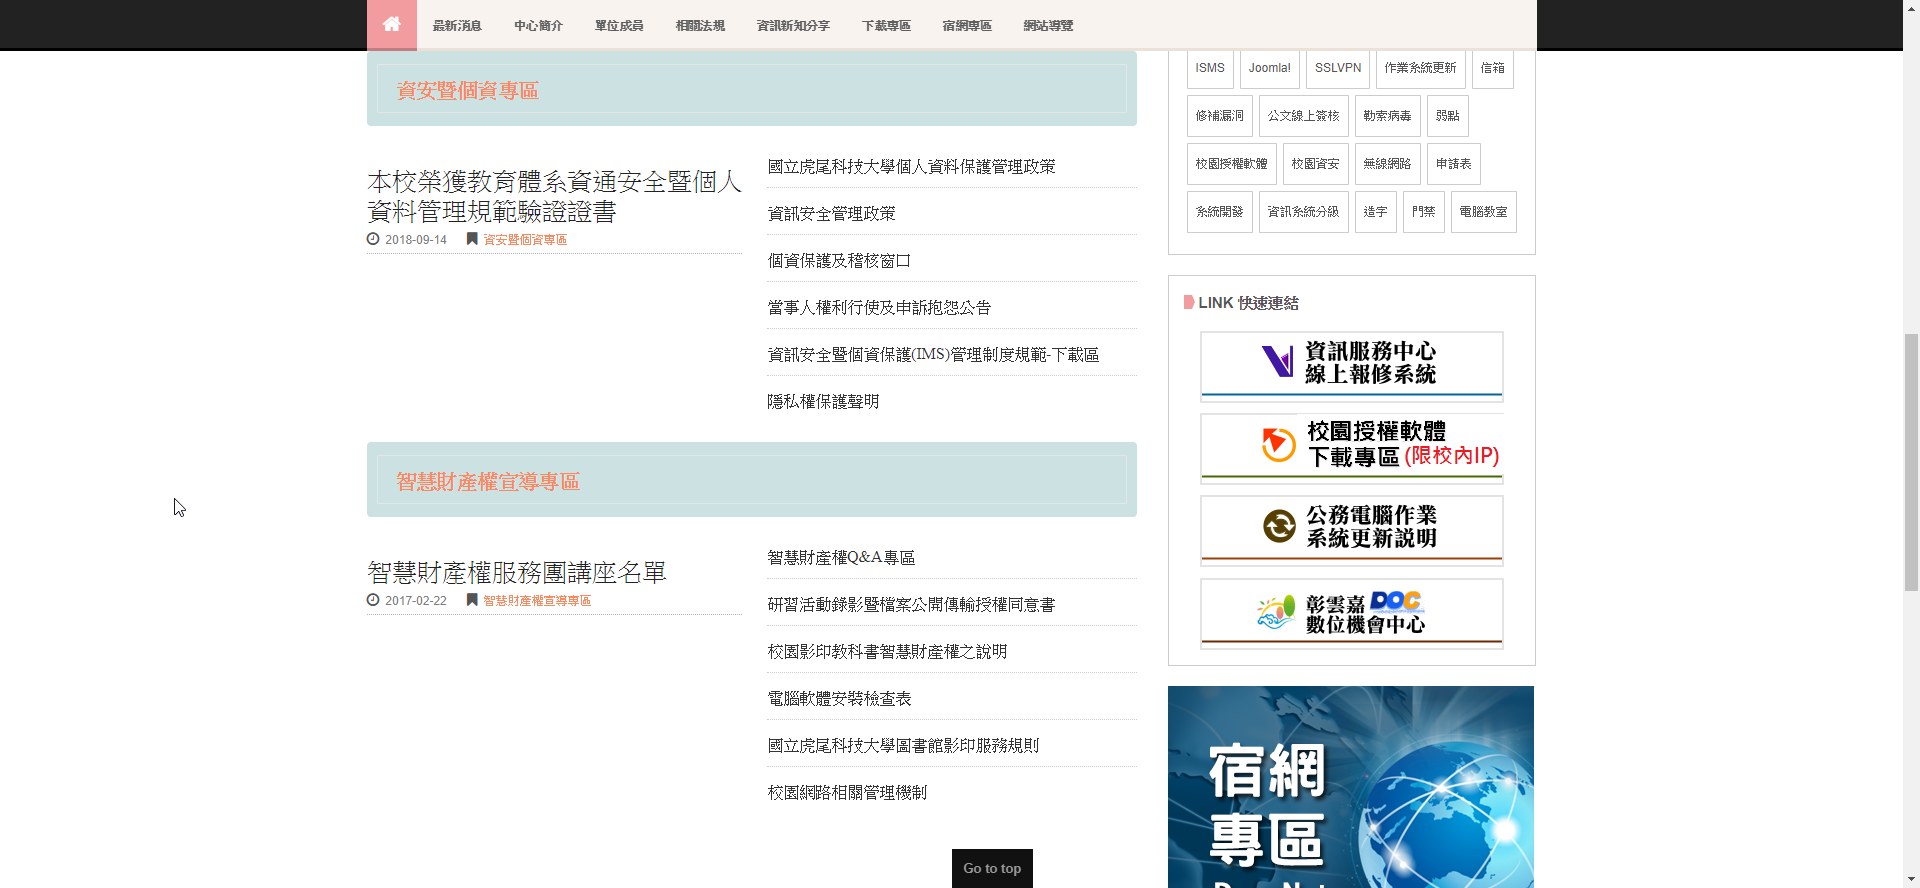 最新消息 中心簡介 單位成員 相關法規 資訊新知分享 下載專區 宿網專區 網站導覽
資安暨個資專區
本校榮獲教育體系資通安全暨個人
資料管理規範驗證證書
2018-09-14 資安暨個資專區
國立虎尾科技大學個人資料保護管理政策
資訊安全管理政策
個資保護及稽核窗口
當事人權利行使及申訴抱怨公告
資訊安全暨個資保護(IMS)管理制度規範-下載區
隱私權保護聲明
智慧財產權宣導專區
智慧財產權服務團講座名單
2017-02-22 智慧財產權宣導專區
智慧財產權Q&A專區
研習活動錄影暨檔案公開傳輸授權同意書
校園影印教科書智慧財產權之說明
電腦軟體安裝檢查表
國立虎尾科技大學圖書館影印服務規則
校園網路相關管理機制
ISMS Joomla! SSLVPN 作業系統更新 信箱
修補漏洞 公文線上簽核 勒索病毒 弱點
校園授權軟體 校園資安 無線網路 申請表
系統開發 資訊系統分級 造字 門禁 電腦教室
LINK 快速連結
資訊服務中心
線上報修系統
校園授權軟體
下載專區 (限校內IP)
公務電腦作業
系統更新說明
彰雲嘉 DOC
數位機會中心
宿網
專區
Go to top